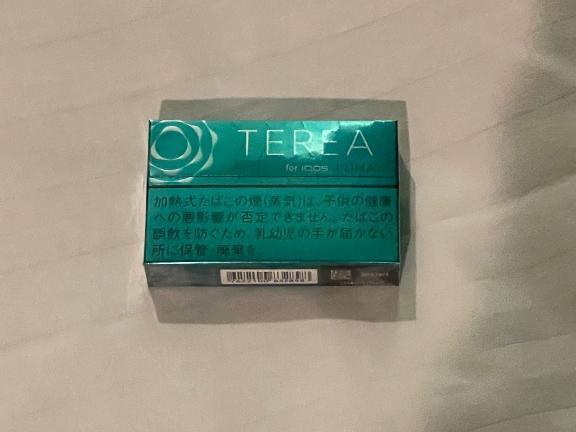 TEREA
for IQOS ILUMA
加熱式たばこの煙(蒸気)は、子供の健康
への悪影響が否定できません。たばこの
誤飲を防ぐため、乳幼児の手が届かない
所に保管・廃棄を。